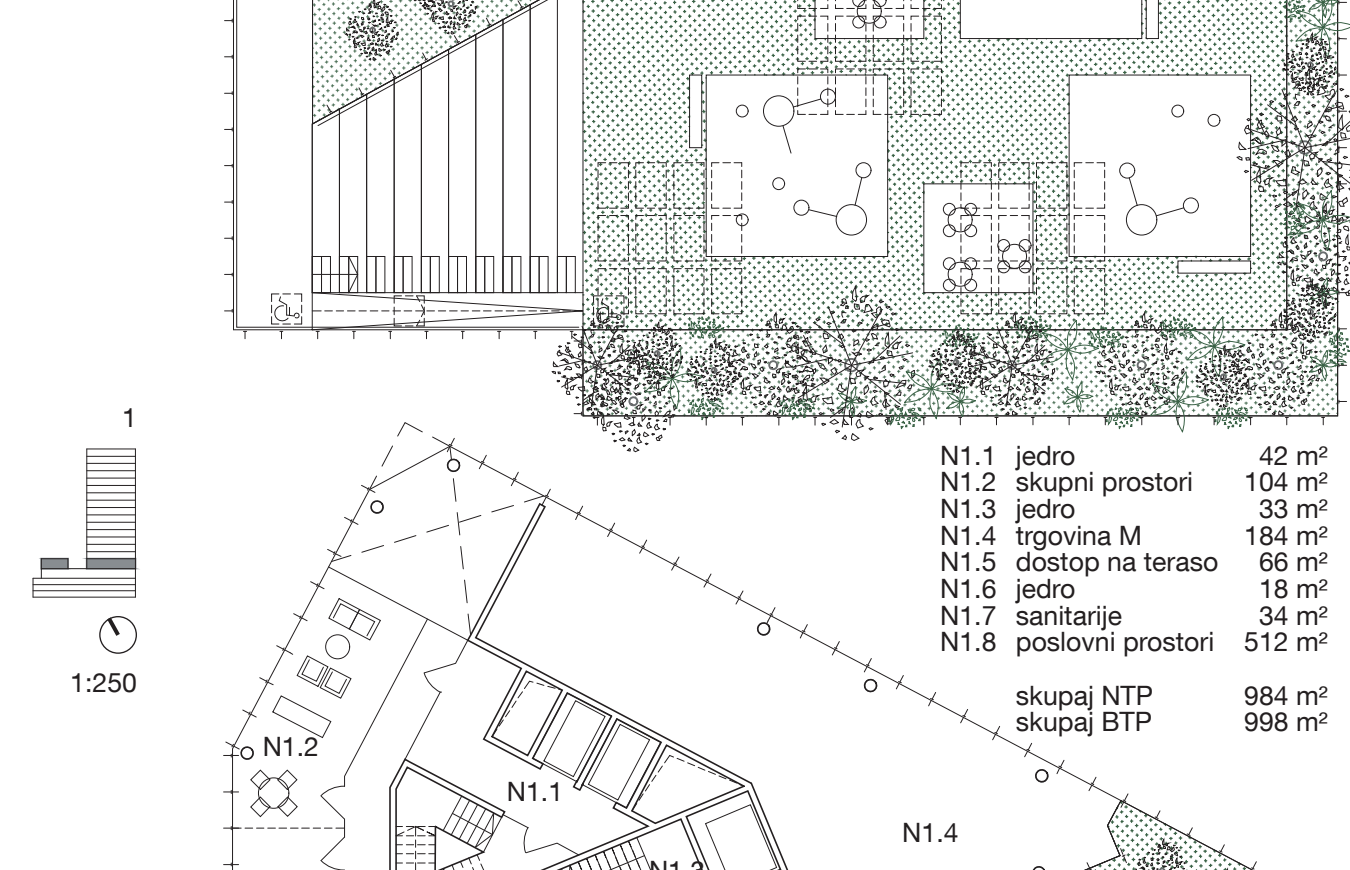 1
1:250
N1.1 jedro 42 m²
N1.2 skupni prostori 104 m²
N1.3 jedro 33 m²
N1.4 trgovina M 184 m²
N1.5 dostop na teraso 66 m²
N1.6 jedro 18 m²
N1.7 sanitarije 34 m²
N1.8 poslovni prostori 512 m²
skupaj NTP 984 m²
skupaj BTP 998 m²
N1.2
N1.1
N1.4
N1.3